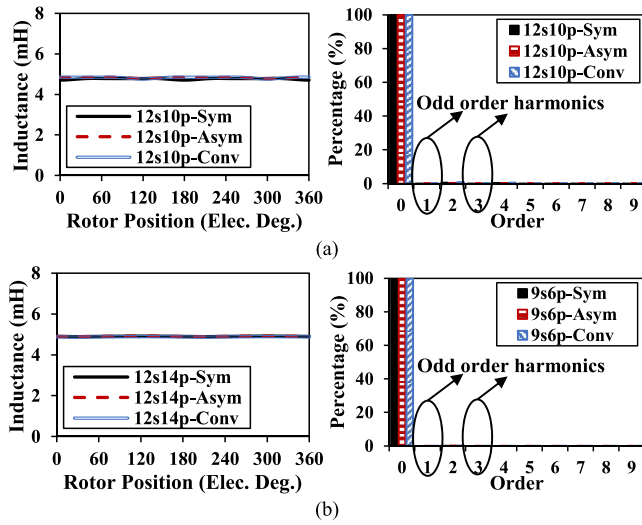 8
6
4
2
0
Inductance (mH)
12s10p-Sym
12s10p-Asym
12s10p-Conv
0 60 120 180 240 300 360
Rotor Position (Elec. Deg.)
100
80
60
40
20
0
Percentage (%)
12s10p-Sym
12s10p-Asym
12s10p-Conv
Odd order harmonics
0 1 2 3 4 5 6 7 8 9
Order
(a)
8
6
4
2
0
Inductance (mH)
12s14p-Sym
12s14p-Asym
12s14p-Conv
0 60 120 180 240 300 360
Rotor Position (Elec. Deg.)
100
80
60
40
20
0
Percentage (%)
9s6p-Sym
9s6p-Asym
9s6p-Conv
Odd order harmonics
0 1 2 3 4 5 6 7 8 9
Order
(b)